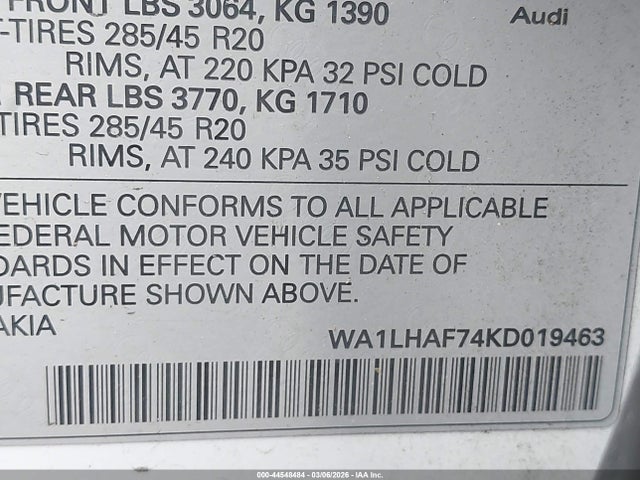 FRONT LBS 3064, KG 1390
Audi
TIRES 285/45 R20
RIMS, AT 220 KPA 32 PSI COLD
REAR LBS 3770, KG 1710
TIRES 285/45 R20
RIMS, AT 240 KPA 35 PSI COLD
VEHICLE CONFORMS TO ALL APPLICABLE
FEDERAL MOTOR VEHICLE SAFETY
DARDS IN EFFECT ON THE DATE OF
UFACTURE SHOWN ABOVE.
AKIA
WA1LHAF74KD019463
000-44548484 — 03/06/2026 — IAA Inc.